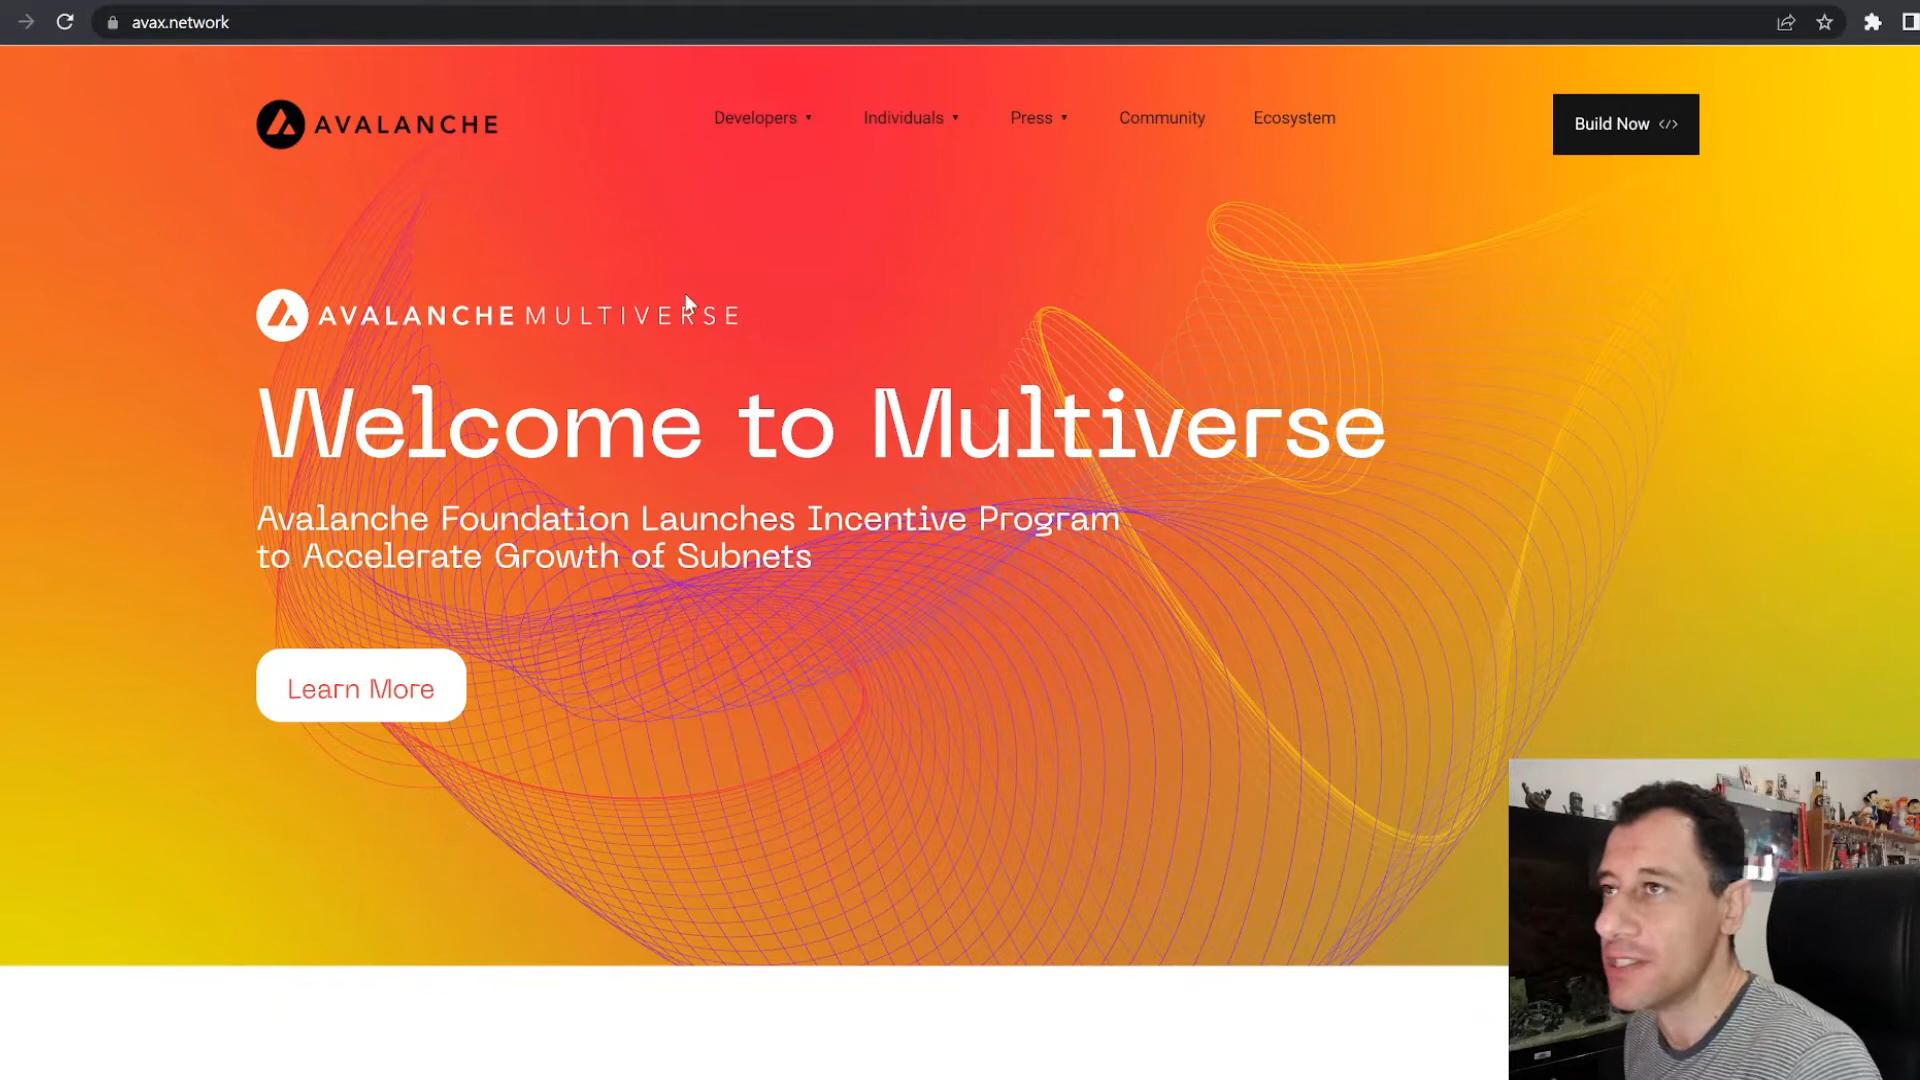 avax.network
AVALANCHE
Developers ▾
Individuals ▾
Press ▾
Community
Ecosystem
Build Now </>
AVALANCHE MULTIVERSE
Welcome to Multiverse
Avalanche Foundation Launches Incentive Program
to Accelerate Growth of Subnets
Learn More